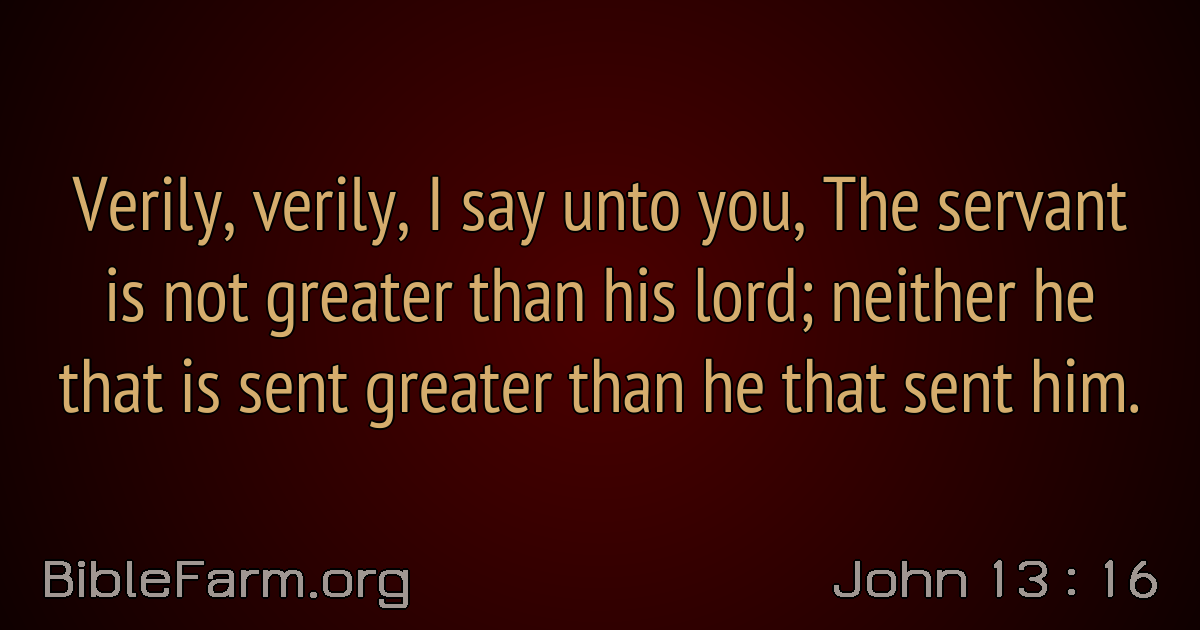 Verily, verily, I say unto you, The servant
is not greater than his lord; neither he
that is sent greater than he that sent him.
BibleFarm.org
John 13 : 16